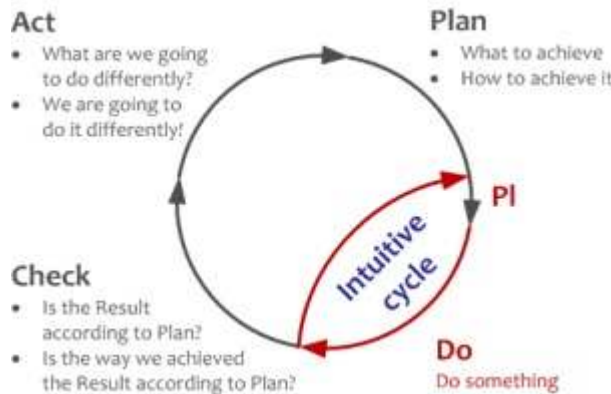 Act
• What are we going
to do differently?
• We are going to
do it differently!
Plan
• What to achieve
• How to achieve it
Pl
Intuitive
cycle
Check
• Is the Result
according to Plan?
• Is the way we achieved
the Result according to Plan?
Do
Do something